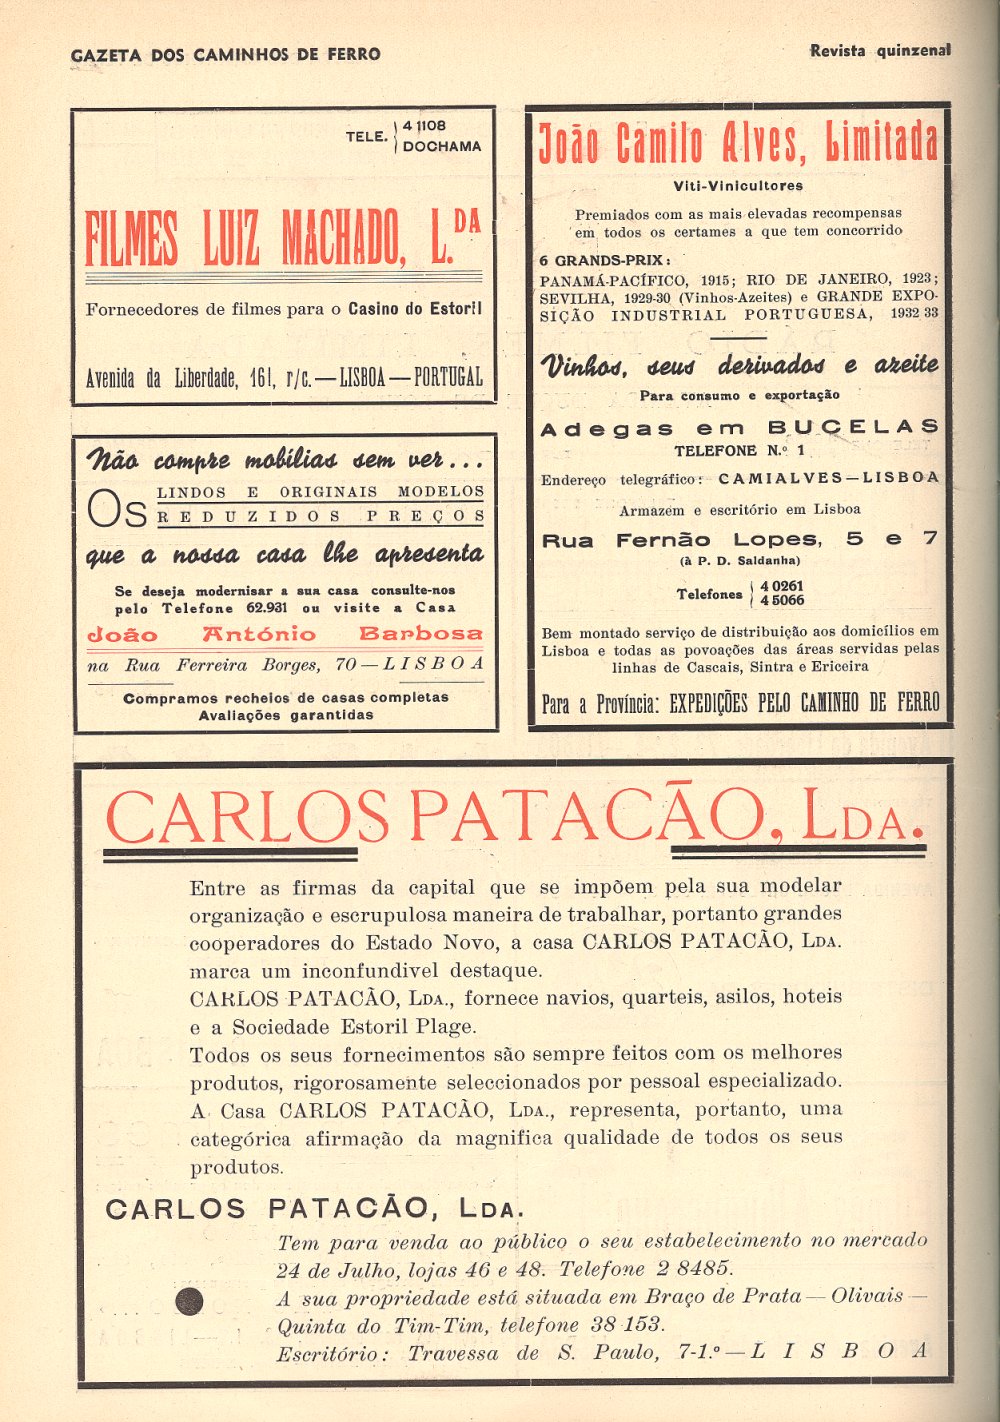 GAZETA DOS CAMINHOS DE FERRO
Revista quinzenal
TELE. 4 1108
DOCHAMA
FILMES LUIZ MACHADO, L.DA
Fornecedores de filmes para o Casino do Estoril
Avenida da Liberdade, 161, r/c. — LISBOA — PORTUGAL
Não compre mobílias sem ver...
Os LINDOS E ORIGINAIS MODELOS
REDUZIDOS PREÇOS
que a nossa casa lhe apresenta
Se deseja modernisar a sua casa consulte-nos
pelo Telefone 62.931 ou visite a Casa
João António Barbosa
na Rua Ferreira Borges, 70 — LISBOA
Compramos recheios de casas completas
Avaliações garantidas
João Camilo Alves, Limitada
Viti-Vinicultores
Premiados com as mais elevadas recompensas
em todos os certames a que tem concorrido
6 GRANDS-PRIX:
PANAMÁ-PACÍFICO, 1915; RIO DE JANEIRO, 1923;
SEVILHA, 1929-30 (Vinhos-Azeites) e GRANDE EXPO-
SIÇÃO INDUSTRIAL PORTUGUESA, 1932 33
Vinhos, seus derivados e azeite
Para consumo e exportação
Adegas em BUCELAS
TELEFONE N.º 1
Endereço telegráfico: CAMIALVES — LISBOA
Armazem e escritório em Lisboa
Rua Fernão Lopes, 5 e 7
(à P. D. Saldanha)
Telefones 4 0261
4 5066
Bem montado serviço de distribuição aos domicílios em
Lisboa e todas as povoações das áreas servidas pelas
linhas de Cascais, Sintra e Ericeira
Para a Província: EXPEDIÇÕES PELO CAMINHO DE FERRO
CARLOS PATACÃO, LDA.
Entre as firmas da capital que se impõem pela sua modelar
organização e escrupulosa maneira de trabalhar, portanto grandes
cooperadores do Estado Novo, a casa CARLOS PATACÃO, LDA.
marca um inconfundivel destaque.
CARLOS PATACÃO, LDA., fornece navios, quarteis, asilos, hoteis
e a Sociedade Estoril Plage.
Todos os seus fornecimentos são sempre feitos com os melhores
produtos, rigorosamente seleccionados por pessoal especializado.
A Casa CARLOS PATACÃO, LDA., representa, portanto, uma
categórica afirmação da magnifica qualidade de todos os seus
produtos.
CARLOS PATACÃO, LDA.
Tem para venda ao público o seu estabelecimento no mercado
24 de Julho, lojas 46 e 48. Telefone 2 8485.
A sua propriedade está situada em Braço de Prata — Olivais —
Quinta do Tim-Tim, telefone 38 153.
Escritório: Travessa de S. Paulo, 7-1.º — LISBOA